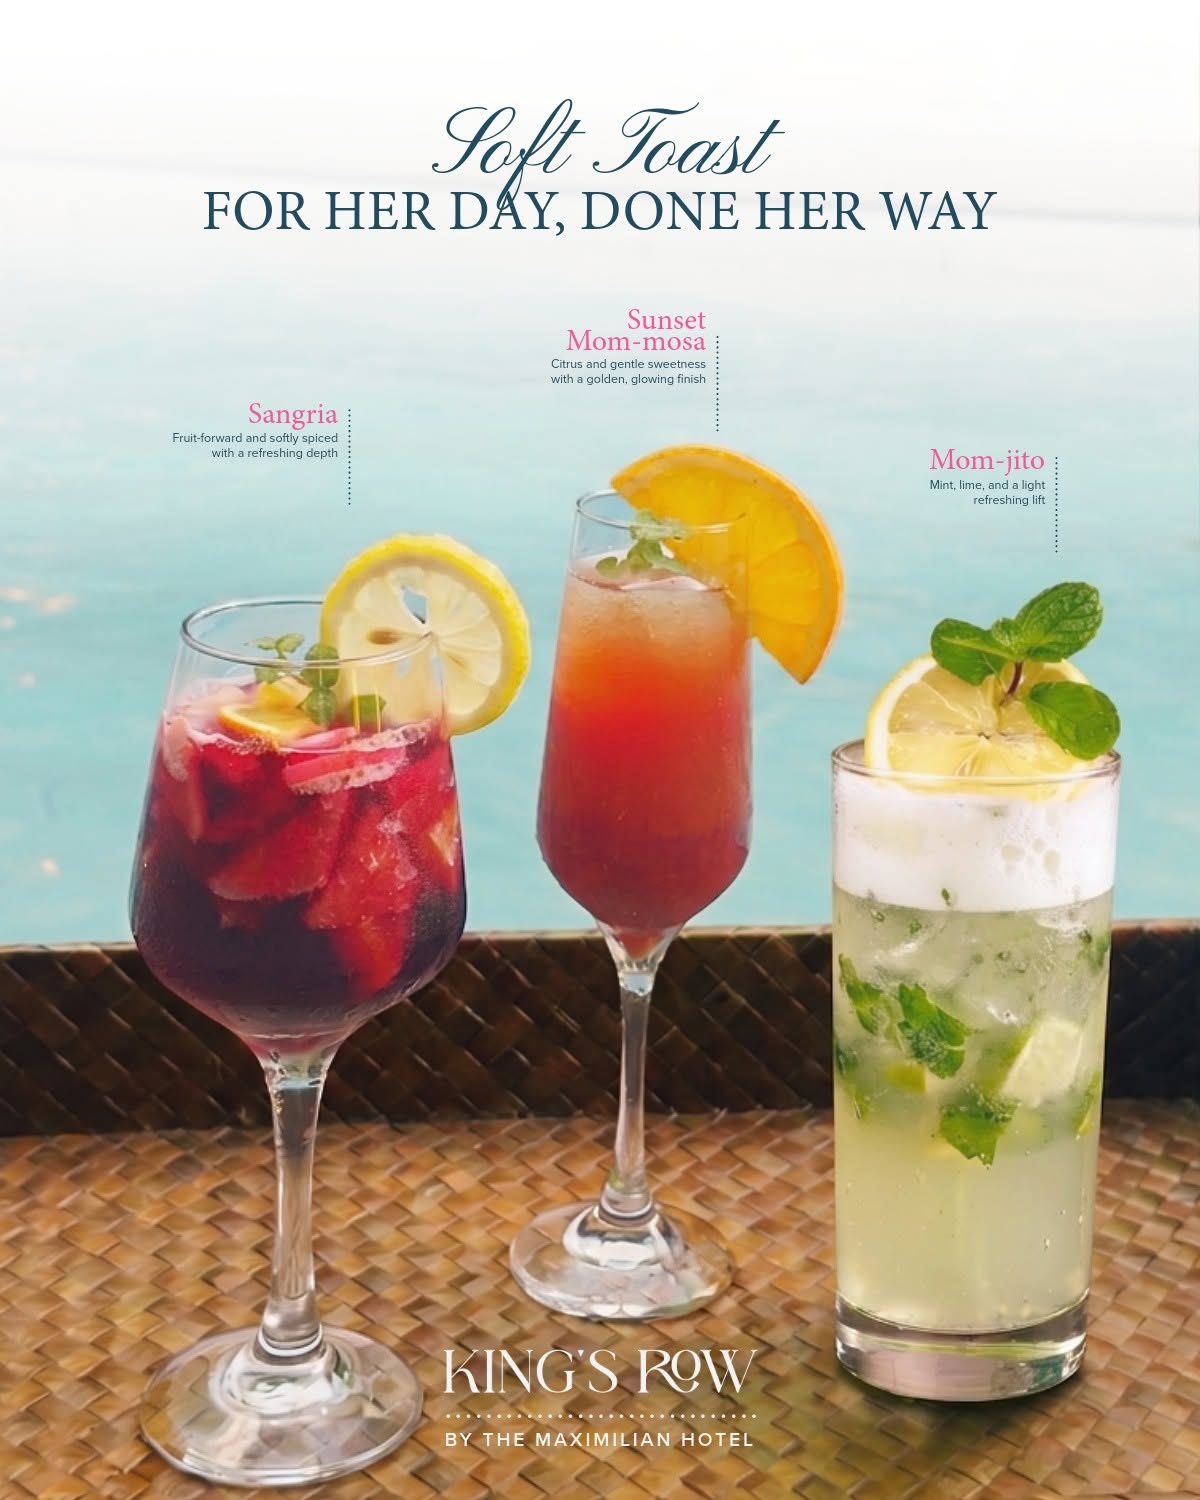 Soft Toast
FOR HER DAY, DONE HER WAY
Sunset
Mom-mosa
Citrus and gentle sweetness
with a golden, glowing finish
Sangria
Fruit-forward and softly spiced
with a refreshing depth
Mom-jito
Mint, lime, and a light
refreshing lift
KING'S ROW
BY THE MAXIMILIAN HOTEL